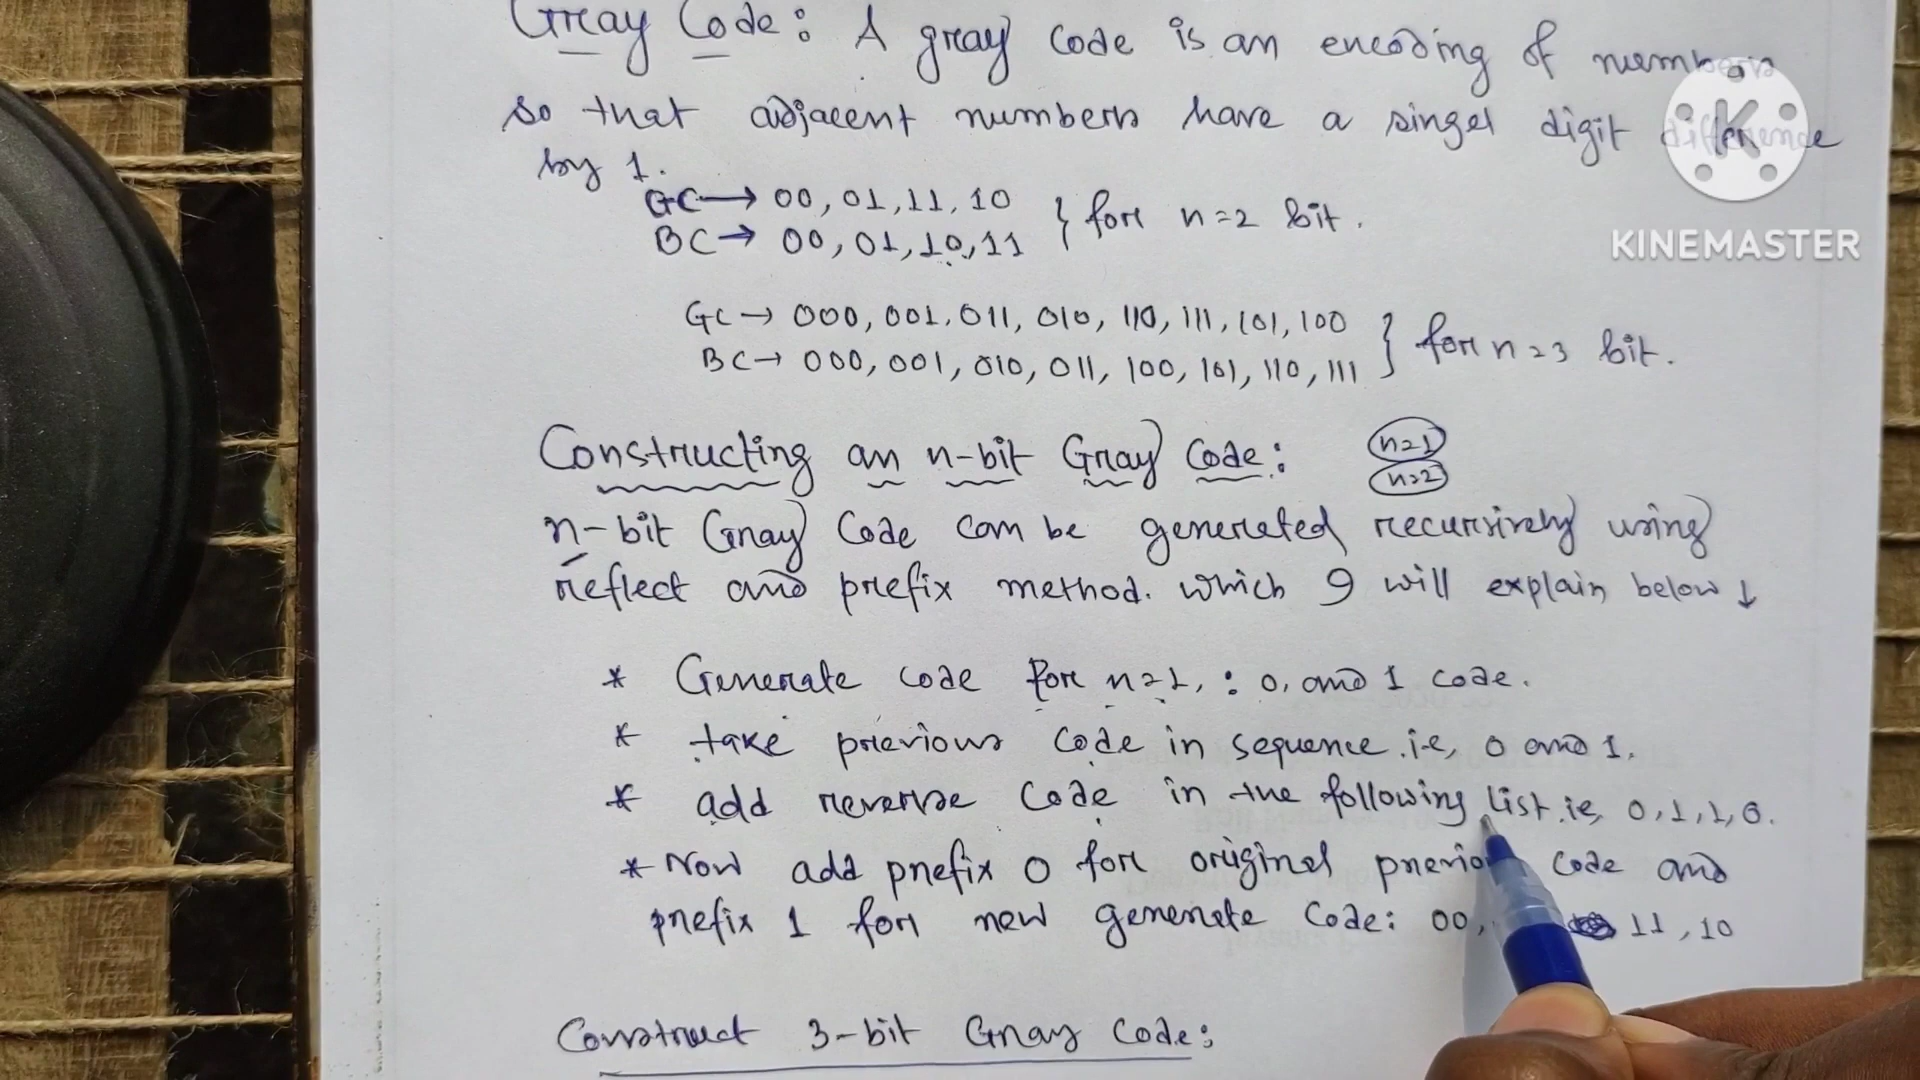 Gray Code: A gray code is an encoding of numbers
so that adjacent numbers have a singel digit difference
by 1.
GC→ 00, 01, 11, 10
BC→ 00, 01, 10, 11
} for n=2 bit.
GC→ 000, 001, 011, 010, 110, 111, 101, 100
BC→ 000, 001, 010, 011, 100, 101, 110, 111
} for n=3 bit.
KINEMASTER
Constructing an n-bit Gray Code:
n=1
n=2
n-bit Gray Code can be generated recursively using
reflect and prefix method. which I will explain below ↓
* Generate code for n=1, : 0, and 1 code.
* take previous code in sequence .i.e, 0 and 1.
* add reverse code in the following list .ie, 0,1,1,0.
* Now add prefix 0 for original code and
prefix 1 for new generate code: 00, 11, 10
Construct 3-bit Gray Code: